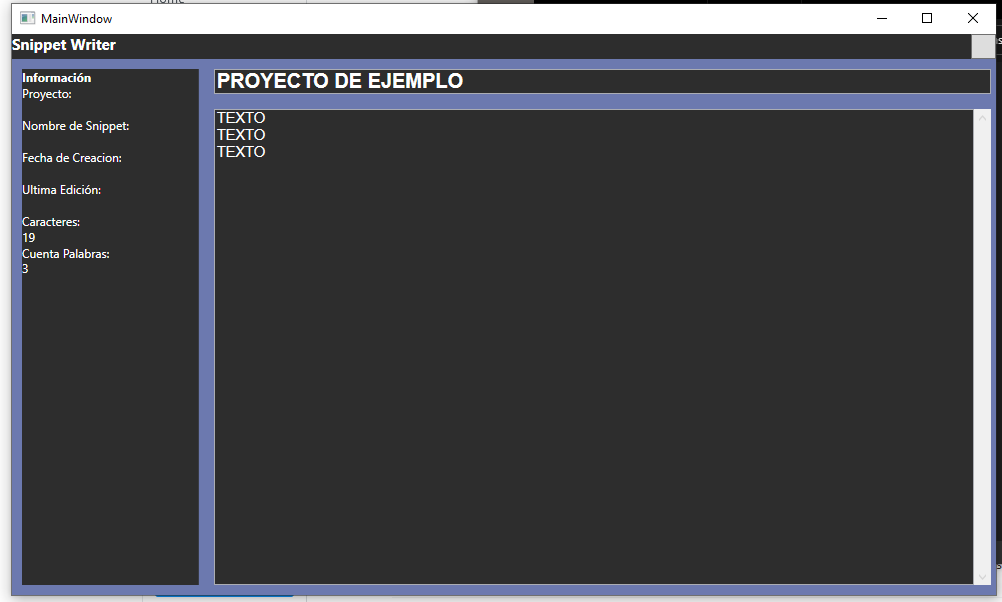 MainWindow
Snippet Writer
Información
Proyecto:
Nombre de Snippet:
Fecha de Creacion:
Ultima Edición:
Caracteres:
19
Cuenta Palabras:
3
PROYECTO DE EJEMPLO
TEXTO
TEXTO
TEXTO